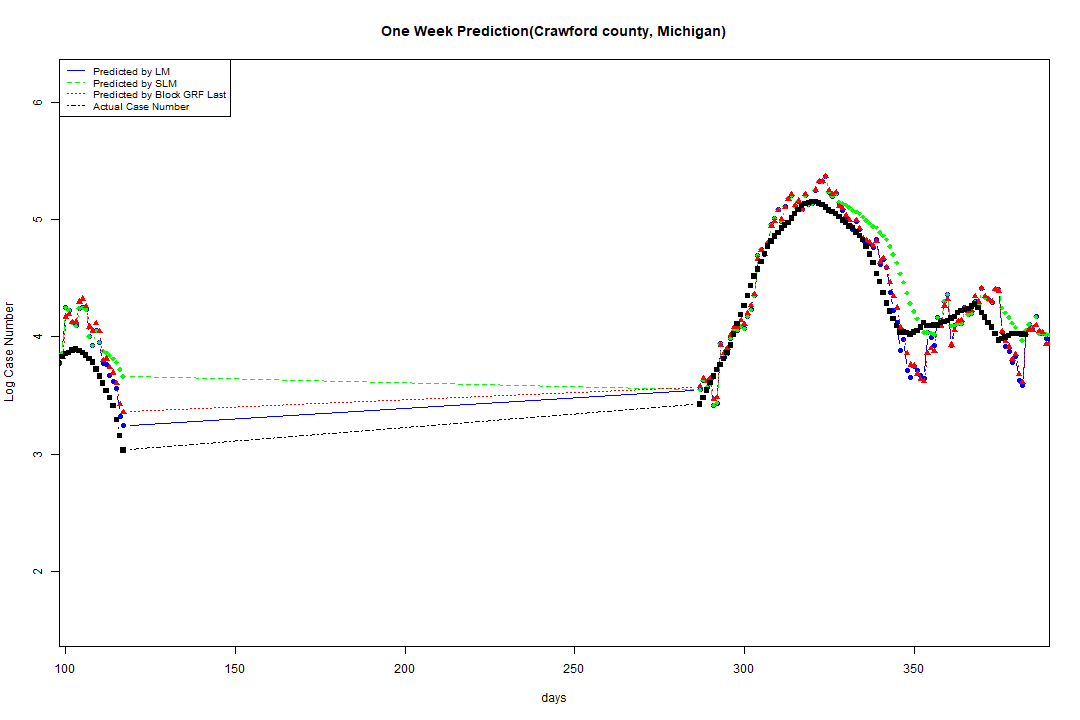 One Week Prediction(Crawford county, Michigan)
Predicted by LM
Predicted by SLM
Predicted by Block GRF Last
Actual Case Number
6
5
4
3
2
Log Case Number
100 150 200 250 300 350
days